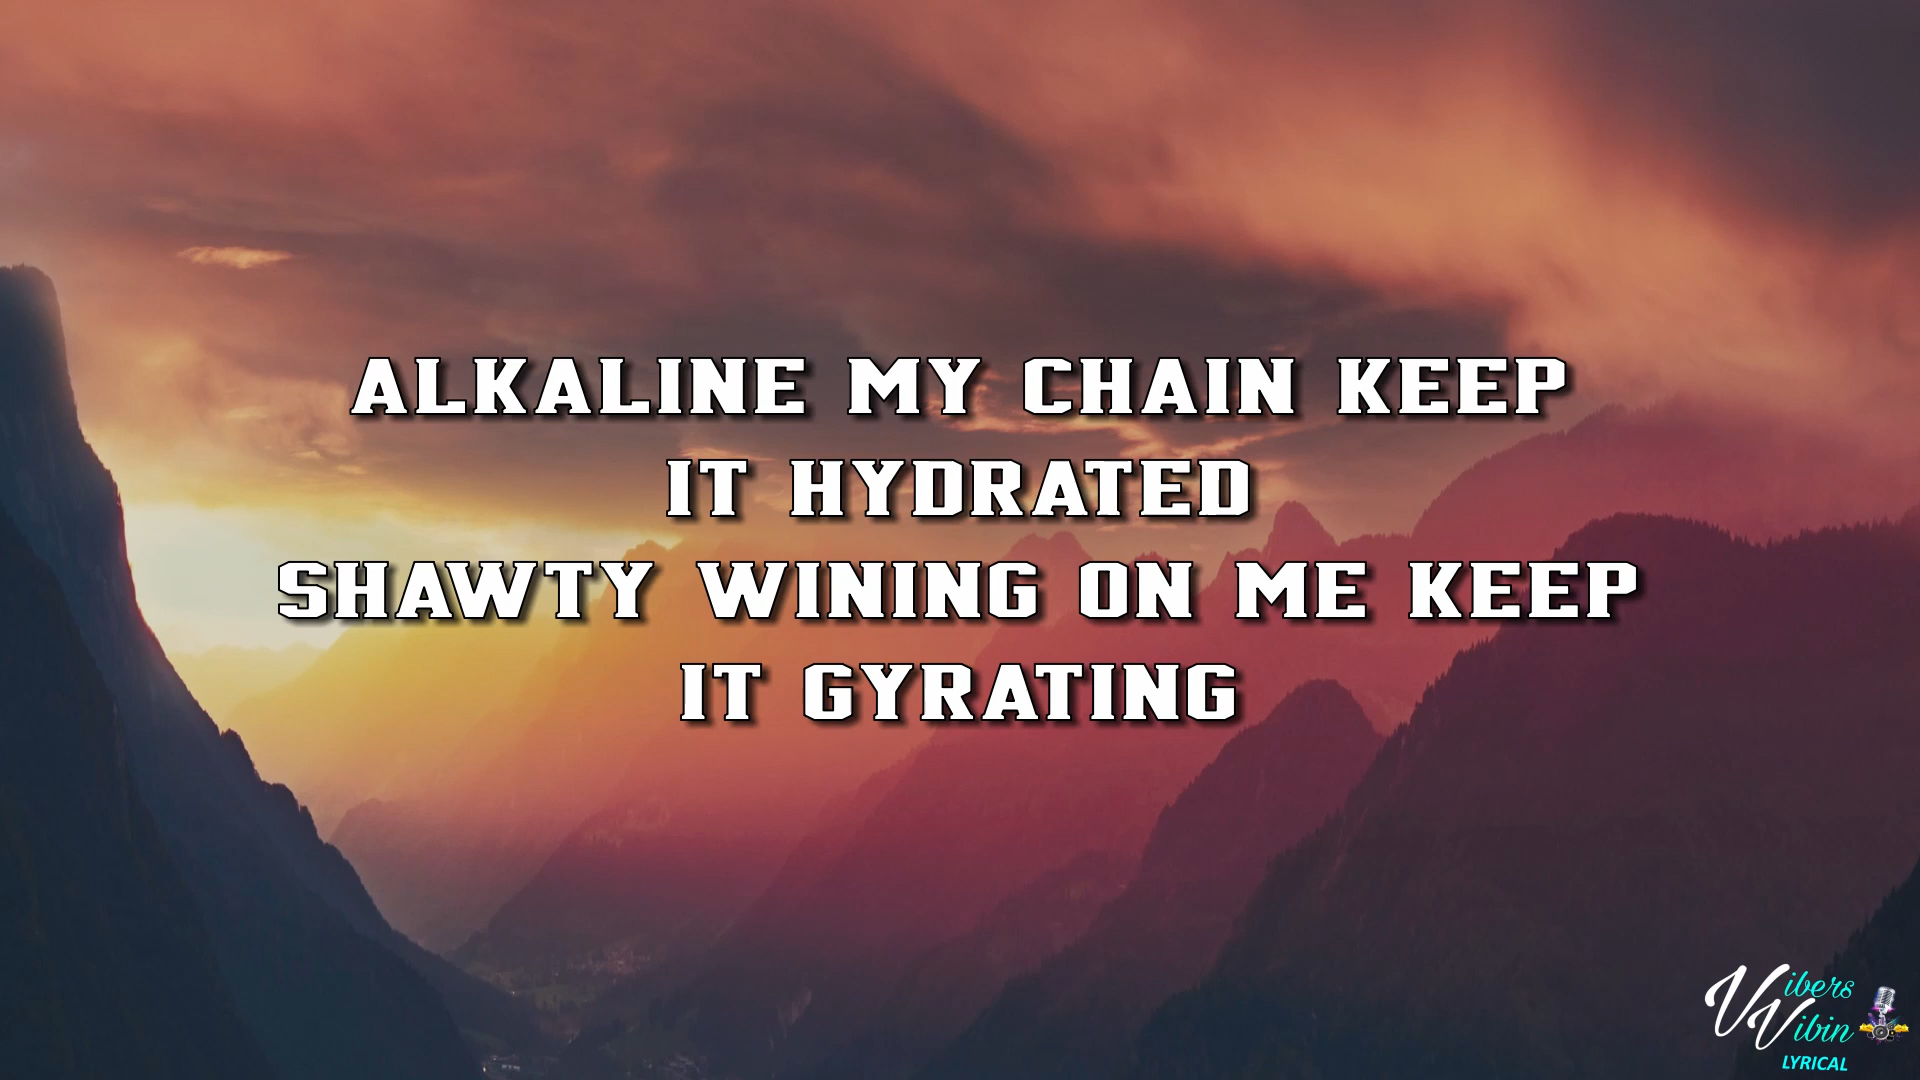 ALKALINE MY CHAIN KEEP
IT HYDRATED
SHAWTY WINING ON ME KEEP
IT GYRATING
Vibers
Vibin
LYRICAL